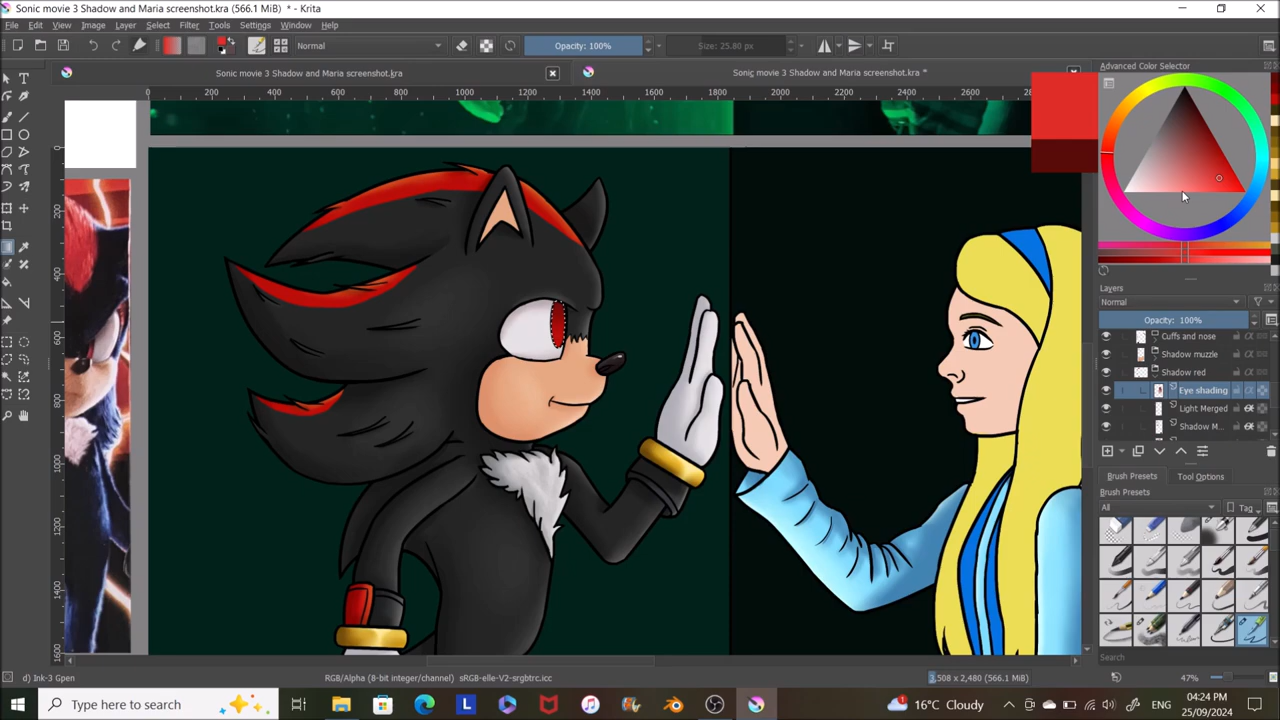 Sonic movie 3 Shadow and Maria screenshot.kra (566.1 MiB) * - Krita
File Edit View Image Layer Select Filter Tools Settings Window Help
Normal Opacity: 100% Size: 25.80 px
Sonic movie 3 Shadow and Maria screenshot.kra Sonic movie 3 Shadow and Maria screenshot.kra *
Advanced Color Selector
0 200 400 600 800 1000 1200 1400 1600 1800 2000 2200 2400 2600
Layers
Normal
Opacity: 100%
Cuffs and nose
Shadow muzzle
Shadow red
Eye shading
Light Merged
Shadow M...
Brush Presets Tool Options
Brush Presets
All Tag
Search
d) Ink-3 Gpen RGB/Alpha (8-bit integer/channel) sRGB-elle-V2-srgbtrc.icc 3,508 x 2,480 (566.1 MiB) 47%
Type here to search 16°C Cloudy 04:24 PM
25/09/2024